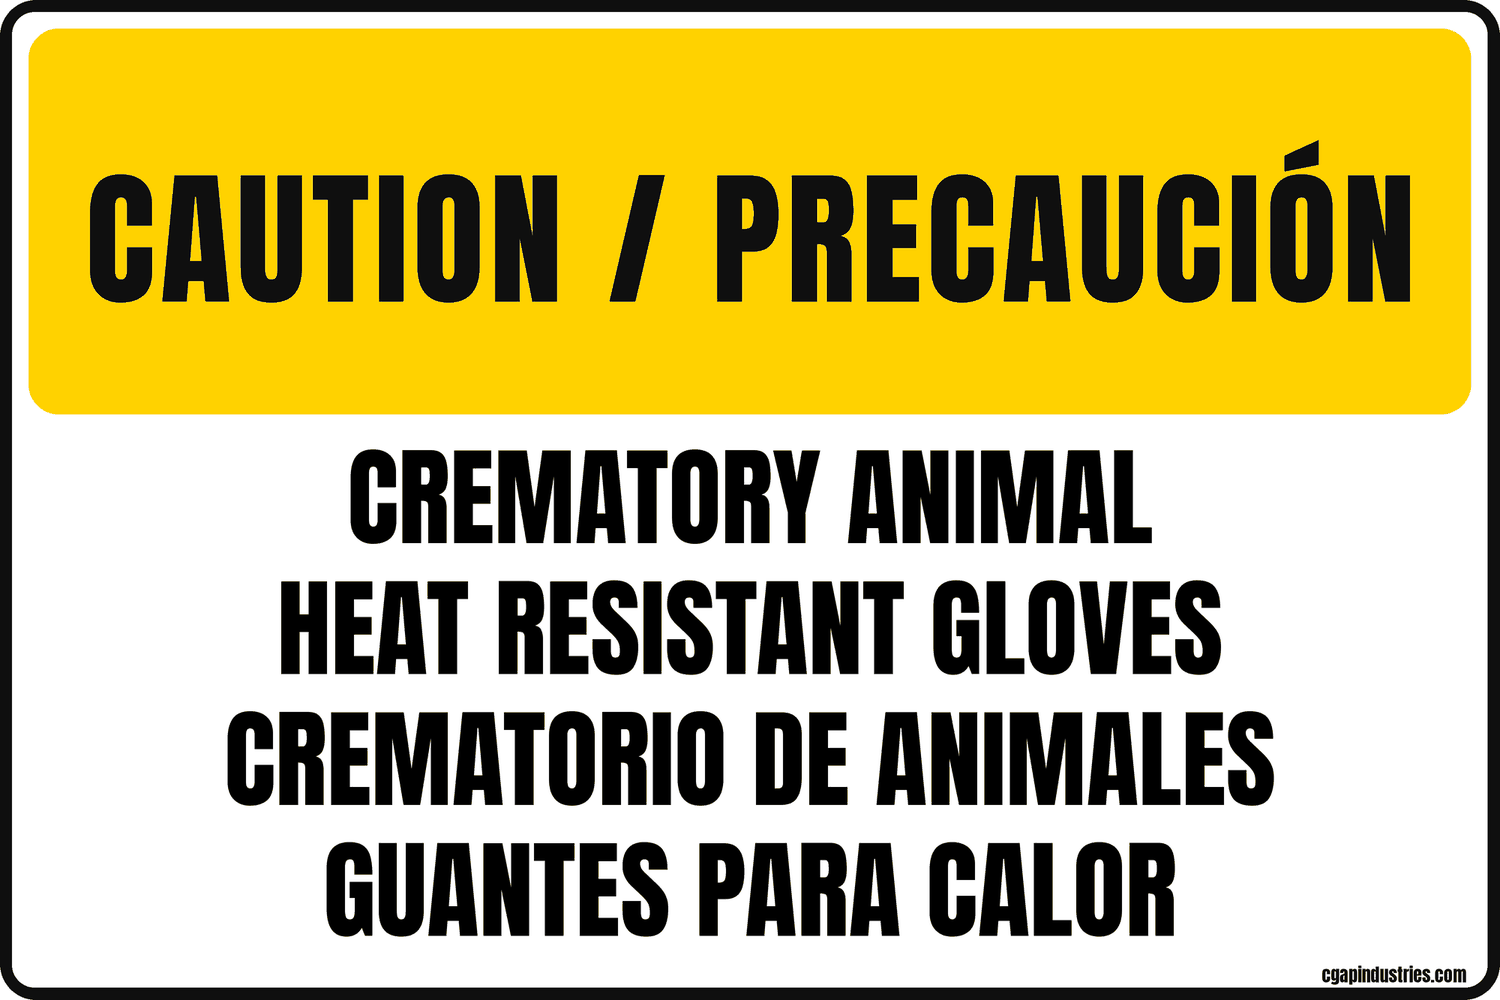 CAUTION / PRECAUCIÓN
CREMATORY ANIMAL
HEAT RESISTANT GLOVES
CREMATORIO DE ANIMALES
GUANTES PARA CALOR
cgapindustries.com